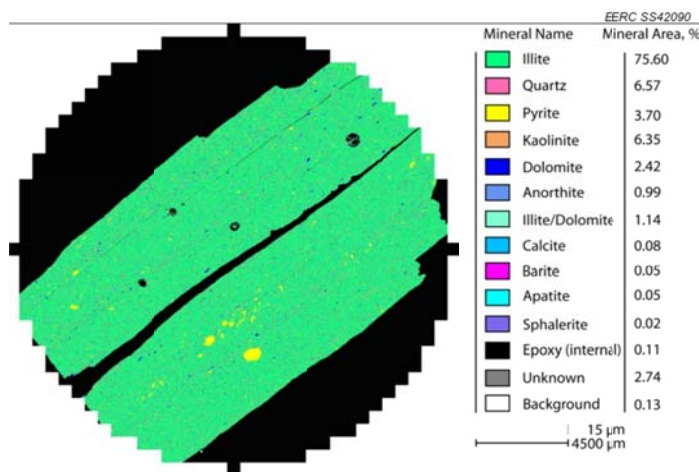 EERC SS42090
Mineral Name Mineral Area, %
Illite 75.60
Quartz 6.57
Pyrite 3.70
Kaolinite 6.35
Dolomite 2.42
Anorthite 0.99
Illite/Dolomite 1.14
Calcite 0.08
Barite 0.05
Apatite 0.05
Sphalerite 0.02
Epoxy (internal) 0.11
Unknown 2.74
Background 0.13
15 µm
4500 µm